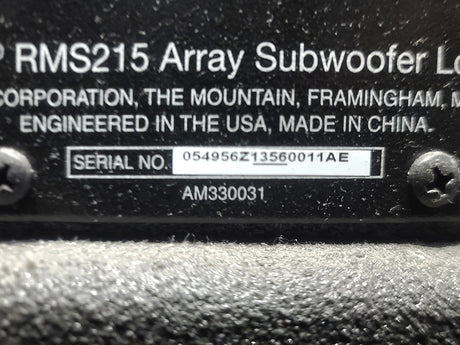 RMS215 Array Subwoofer
CORPORATION, THE MOUNTAIN, FRAMINGHAM,
ENGINEERED IN THE USA, MADE IN CHINA.
SERIAL NO. 054956Z13560011AE
AM330031